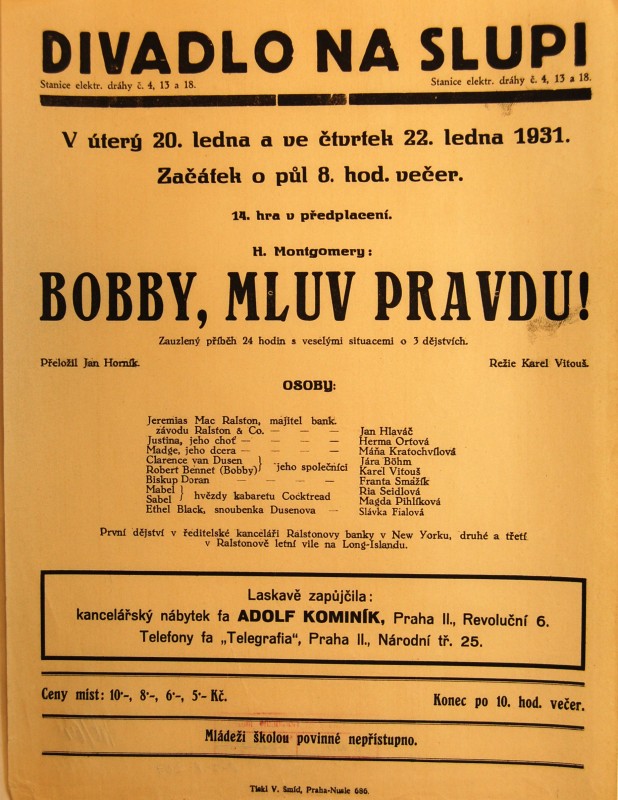 DIVADLO NA SLUPI
Stanice elektr. dráhy č. 4, 13 a 18. Stanice elektr. dráhy č. 4, 13 a 18.
V úterý 20. ledna a ve čtvrtek 22. ledna 1931.
Začátek o půl 8. hod. večer.
14. hra v předplacení.
H. Montgomery:
BOBBY, MLUV PRAVDU!
Zauzlený příběh 24 hodin s veselými situacemi o 3 dějstvích.
Přeložil Jan Horník. Režie Karel Vitouš.
OSOBY:
Jeremias Mac Ralston, majitel bank.
závodu Ralston & Co. — — — — Jan Hlaváč
Justina, jeho choť — — — — — Herma Ortová
Madge, jeho dcera — — — — — Máňa Kratochvílová
Clarence van Dusen } Jára Böhm
Robert Bennet (Bobby) } jeho společníci Karel Vitouš
Biskup Doran — — — — — Franta Smažík
Mabel } Ria Seidlová
Sabel } hvězdy kabaretu Cocktread Magda Pihlíková
Ethel Black, snoubenka Dusenova — Slávka Fialová
První dějství v ředitelské kanceláři Ralstonovy banky v New Yorku, druhé a třetí
v Ralstonově letní vile na Long-Islandu.
Laskavě zapůjčila:
kancelářský nábytek fa ADOLF KOMINÍK, Praha II., Revoluční 6.
Telefony fa „Telegrafia“, Praha II., Národní tř. 25.
Ceny míst: 10·-, 8·-, 6·-, 5·- Kč. Konec po 10. hod. večer.
Mládeži školou povinné nepřístupno.
Tiskl V. Šmíd, Praha-Nusle 686.